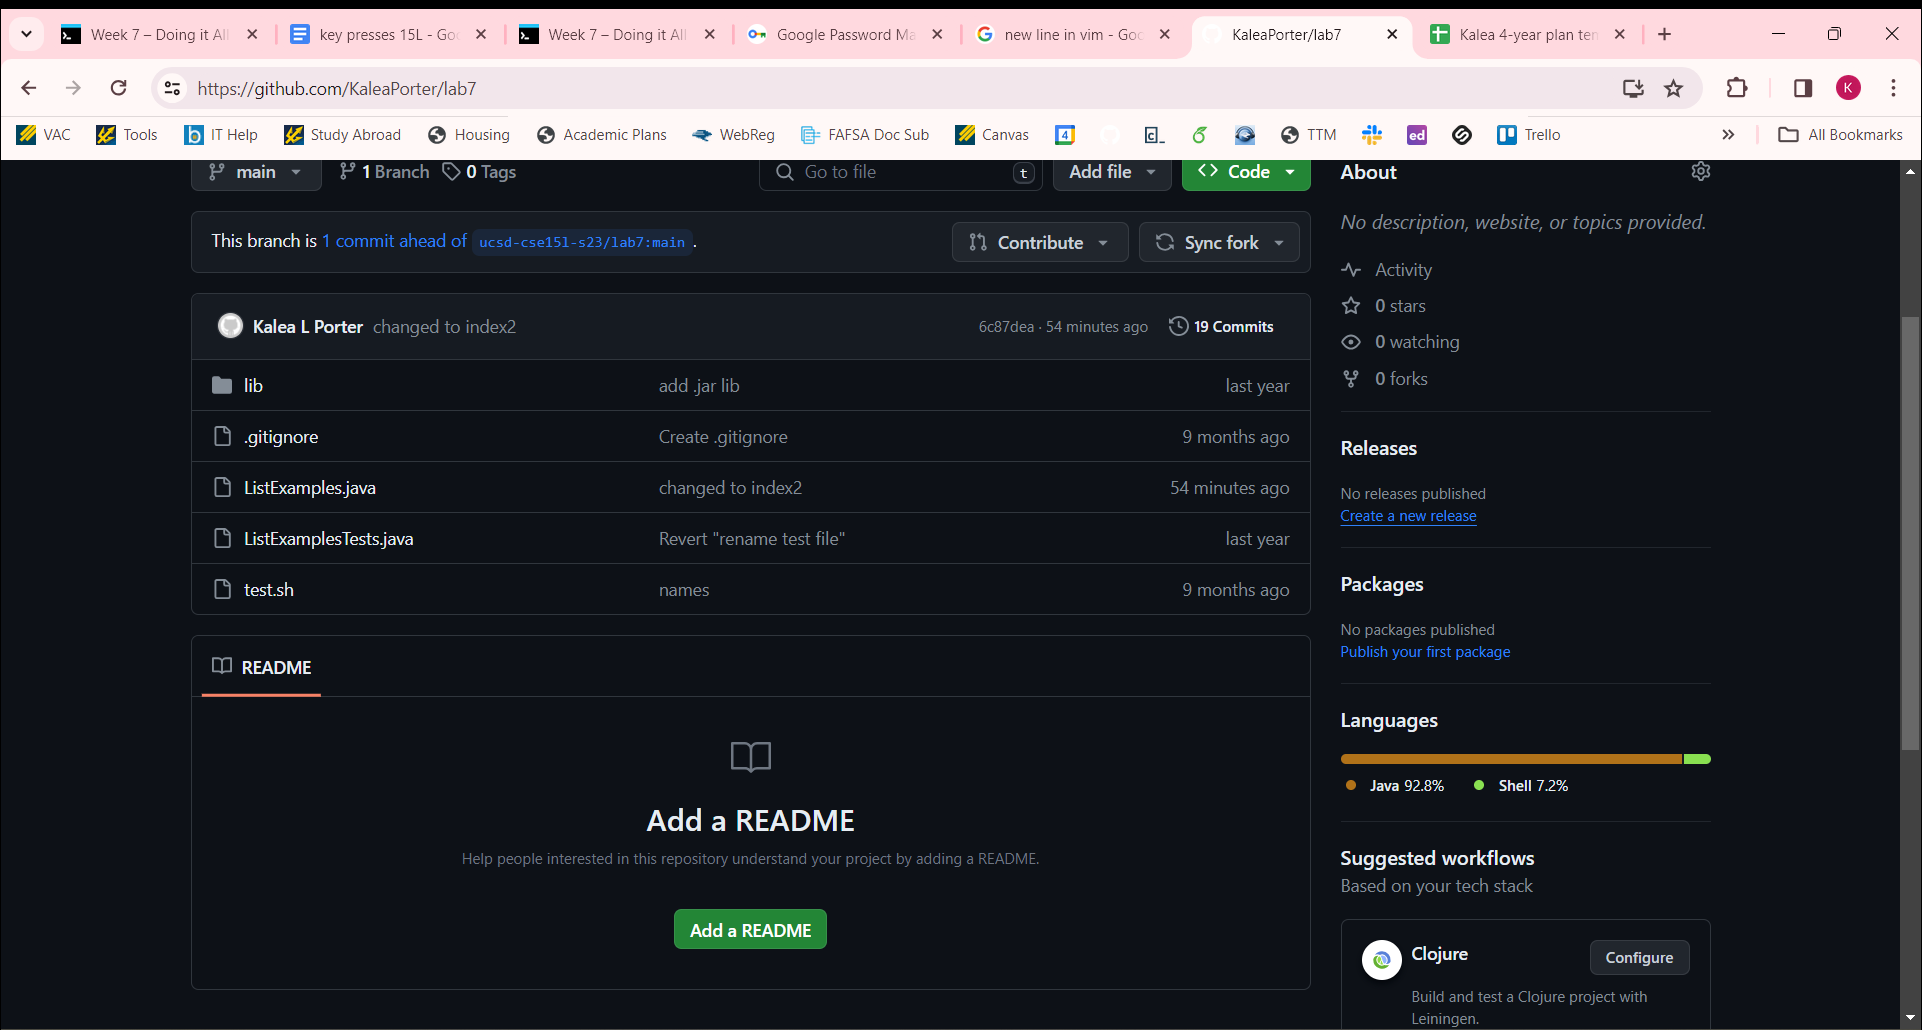 Week 7 – Doing it All
key presses 15L - Goo
Week 7 – Doing it All
Google Password Ma
new line in vim - Goo
KaleaPorter/lab7
Kalea 4-year plan tem
https://github.com/KaleaPorter/lab7
K
VAC
Tools
IT Help
Study Abroad
Housing
Academic Plans
WebReg
FAFSA Doc Sub
Canvas
4
c_
TTM
ed
Trello
All Bookmarks
main
1 Branch
0 Tags
Go to file
t
Add file
Code
About
No description, website, or topics provided.
This branch is 1 commit ahead of ucsd-cse15l-s23/lab7:main .
Contribute
Sync fork
Activity
0 stars
0 watching
0 forks
Kalea L Porter changed to index2
6c87dea · 54 minutes ago
19 Commits
lib
add .jar lib
last year
.gitignore
Create .gitignore
9 months ago
ListExamples.java
changed to index2
54 minutes ago
ListExamplesTests.java
Revert "rename test file"
last year
test.sh
names
9 months ago
Releases
No releases published
Create a new release
Packages
No packages published
Publish your first package
README
Add a README
Help people interested in this repository understand your project by adding a README.
Add a README
Languages
Java 92.8%
Shell 7.2%
Suggested workflows
Based on your tech stack
Clojure
Configure
Build and test a Clojure project with
Leiningen.